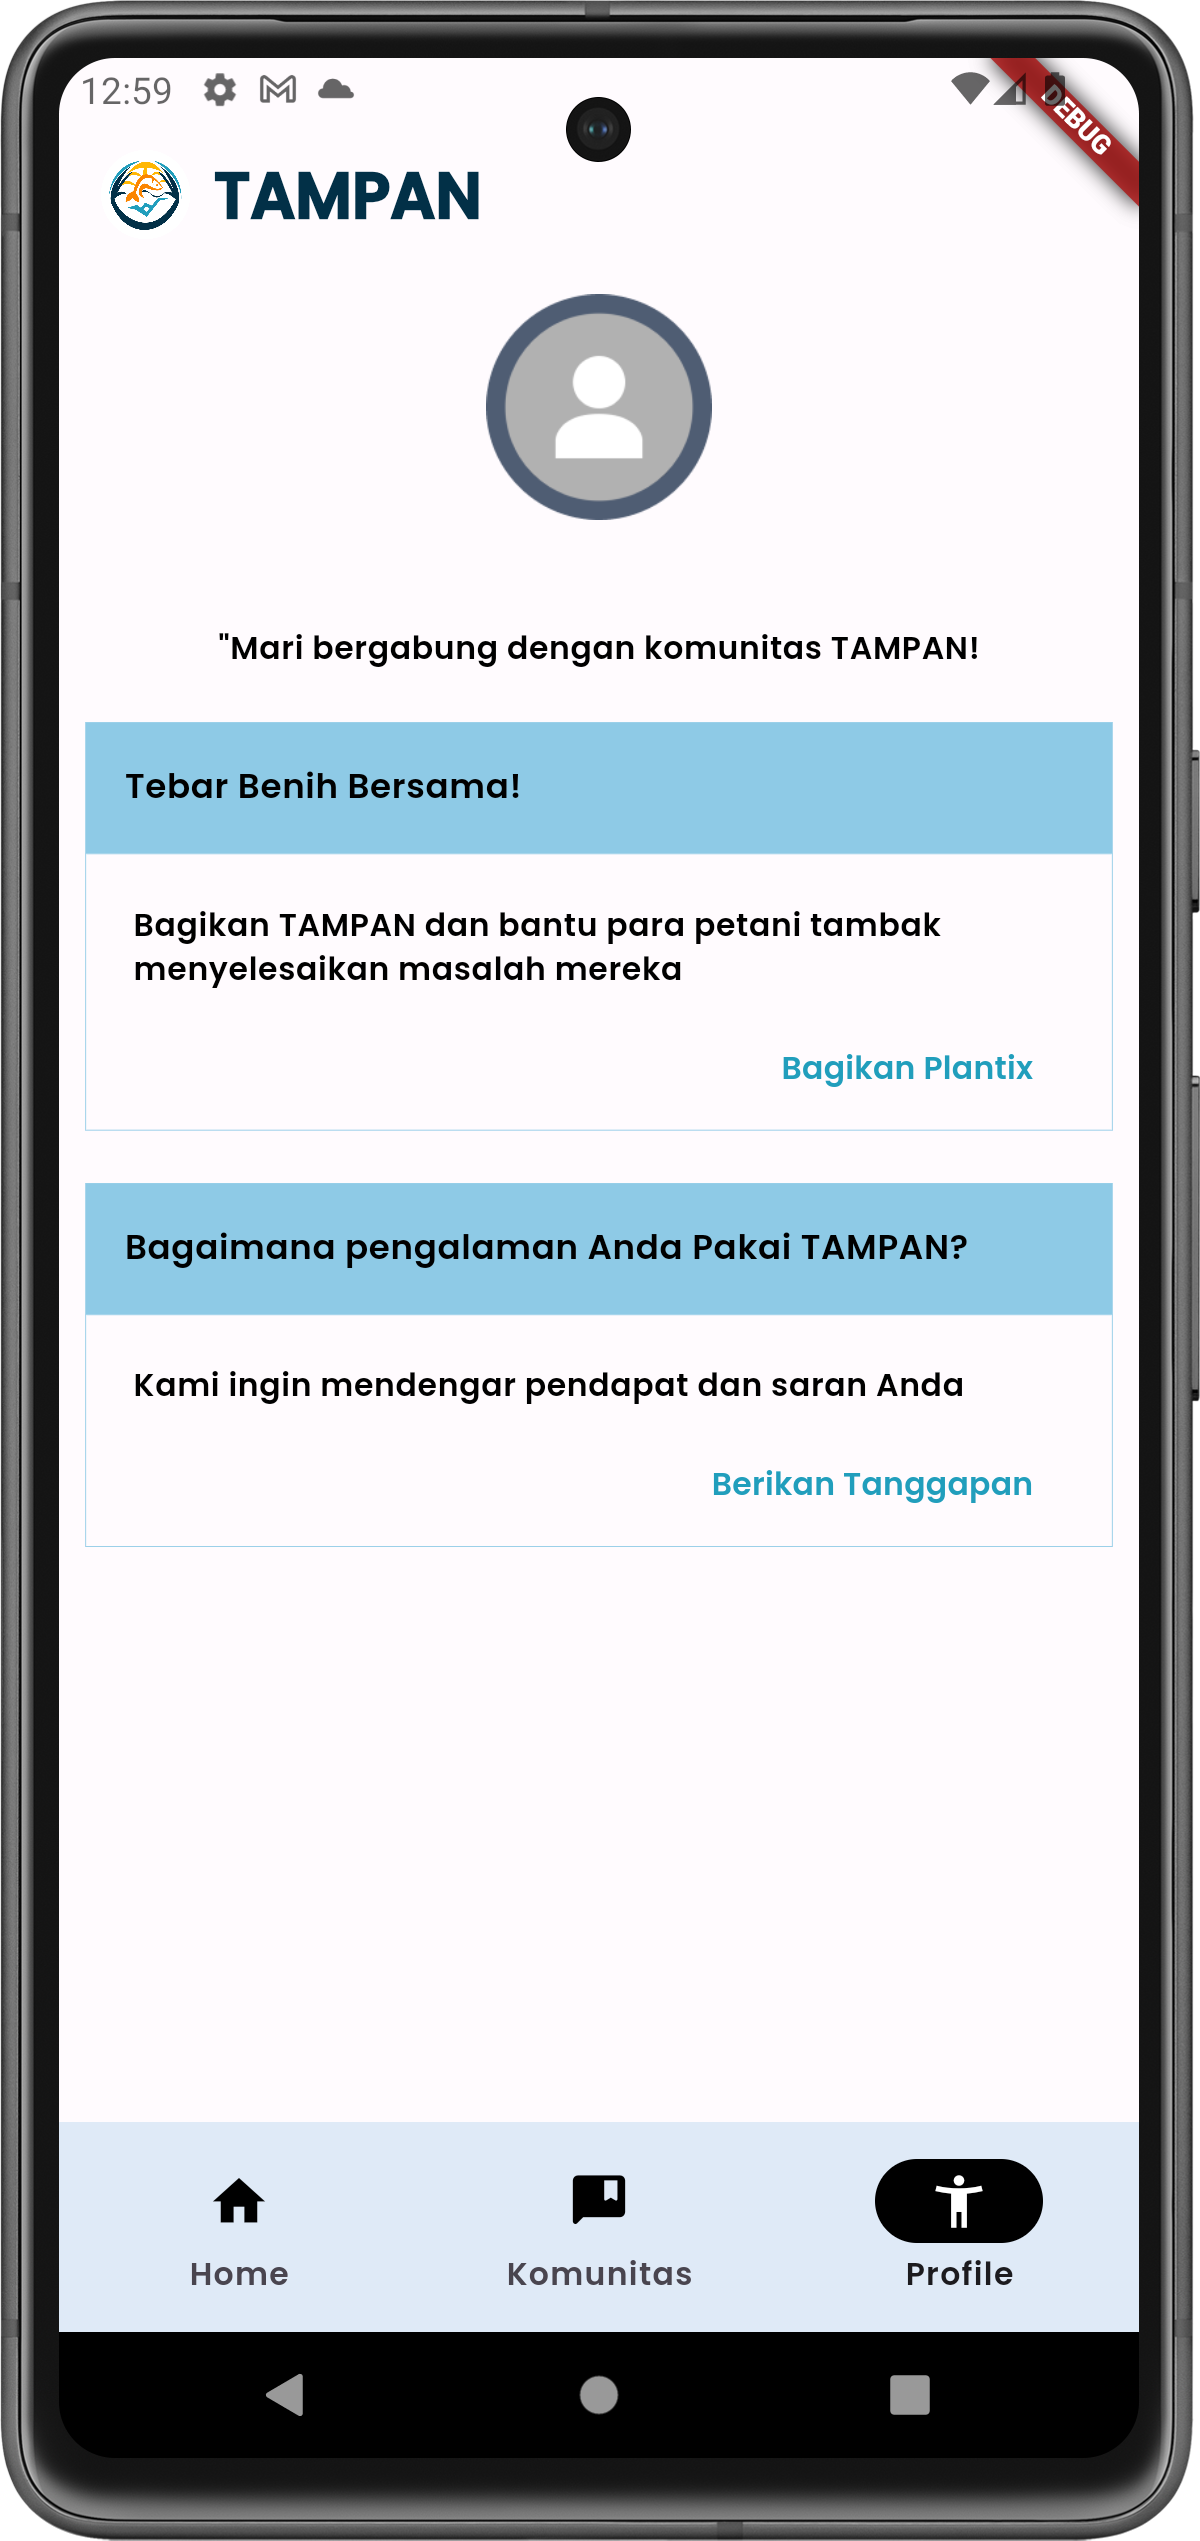 12:59
DEBUG
TAMPAN
"Mari bergabung dengan komunitas TAMPAN!
Tebar Benih Bersama!
Bagikan TAMPAN dan bantu para petani tambak
menyelesaikan masalah mereka
Bagikan Plantix
Bagaimana pengalaman Anda Pakai TAMPAN?
Kami ingin mendengar pendapat dan saran Anda
Berikan Tanggapan
Home
Komunitas
Profile